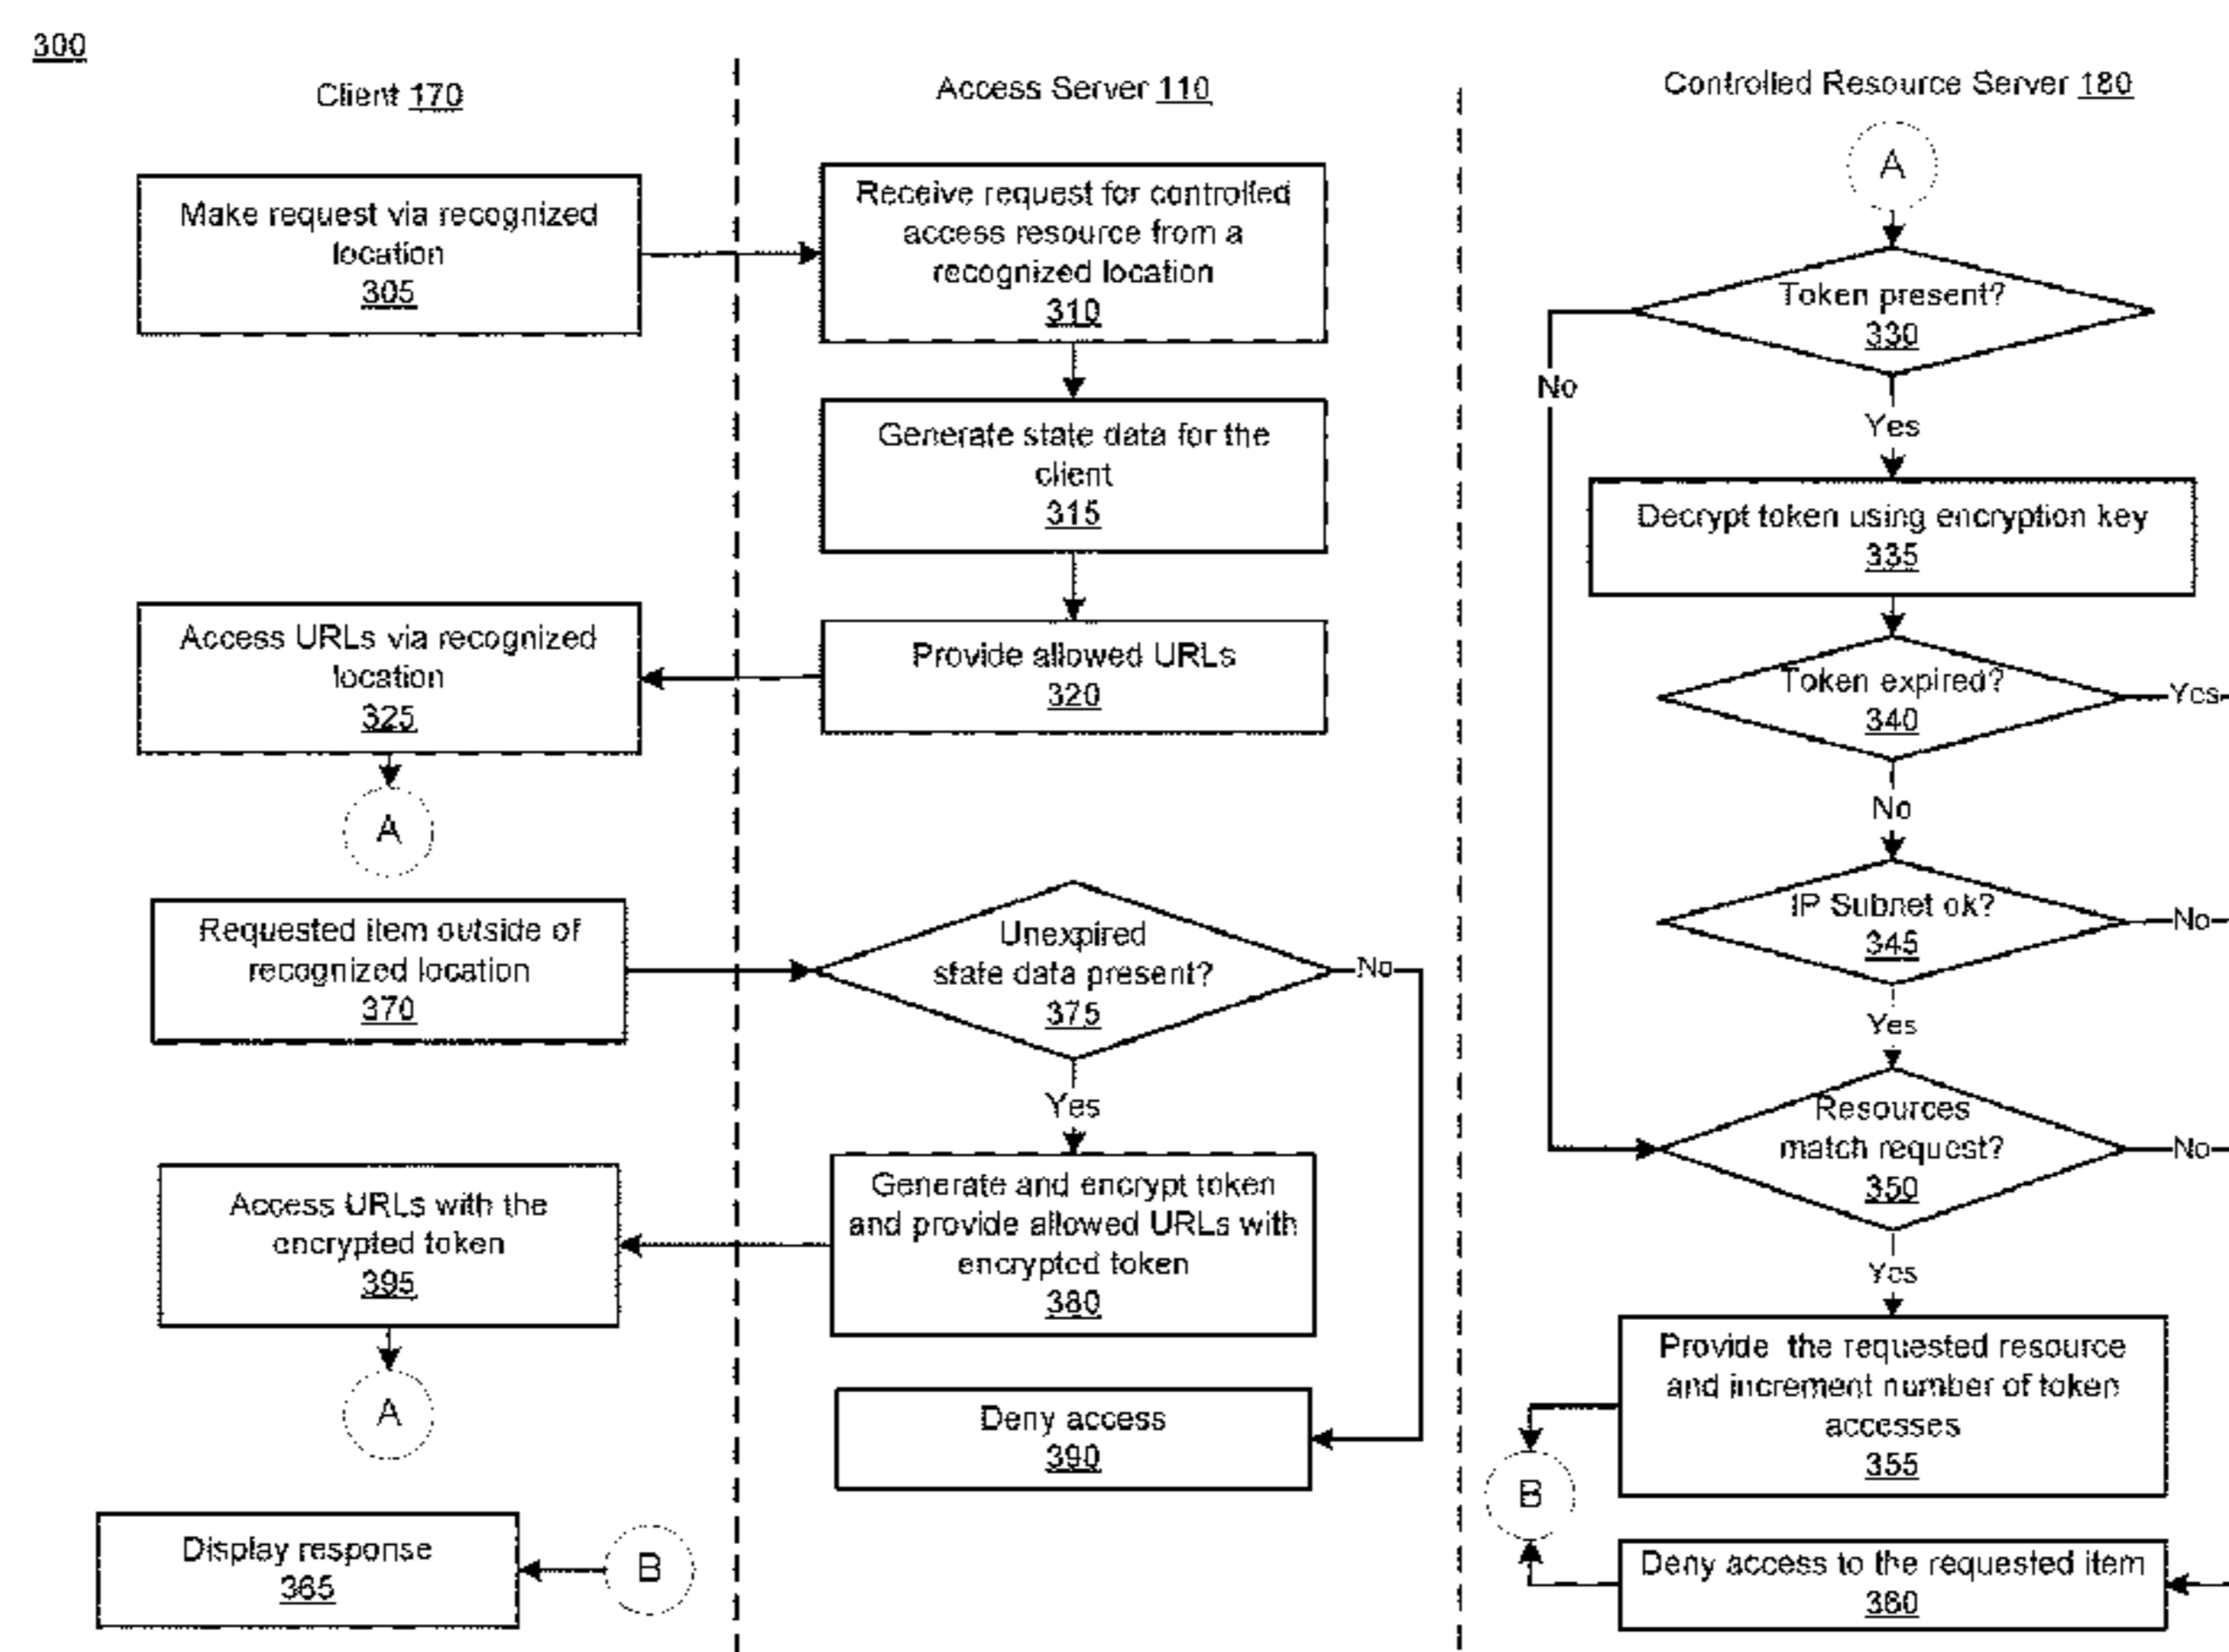 300
Client 170
Make request via recognized
location
305
Access URLs via recognized
location
325
A
Requested item outside of
recognized location
370
Access URLs with the
encrypted token
395
A
Display response
365
B
Access Server 110
Receive request for controlled
access resource from a
recognized location
310
Generate state data for the
client
315
Provide allowed URLs
320
Unexpired
state data present?
375
No
Yes
Generate and encrypt token
and provide allowed URLs with
encrypted token
380
Deny access
390
Controlled Resource Server 180
A
Token present?
330
No
Yes
Decrypt token using encryption key
335
Token expired?
340
Yes
No
IP Subnet ok?
345
No
Yes
Resources
match request?
350
No
Yes
Provide the requested resource
and increment number of token
accesses
355
B
Deny access to the requested item
360